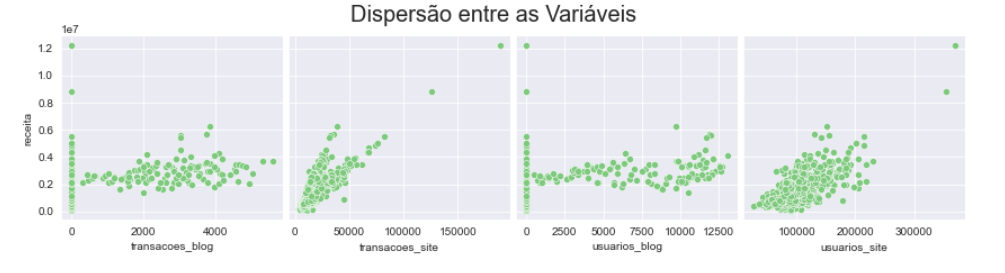 Dispersão entre as Variáveis
1e7
1.2
1.0
0.8
0.6
0.4
0.2
0.0
receita
0 2000 4000
transacoes_blog
0 50000 100000 150000
transacoes_site
0 2500 5000 7500 10000 12500
usuarios_blog
100000 200000 300000
usuarios_site